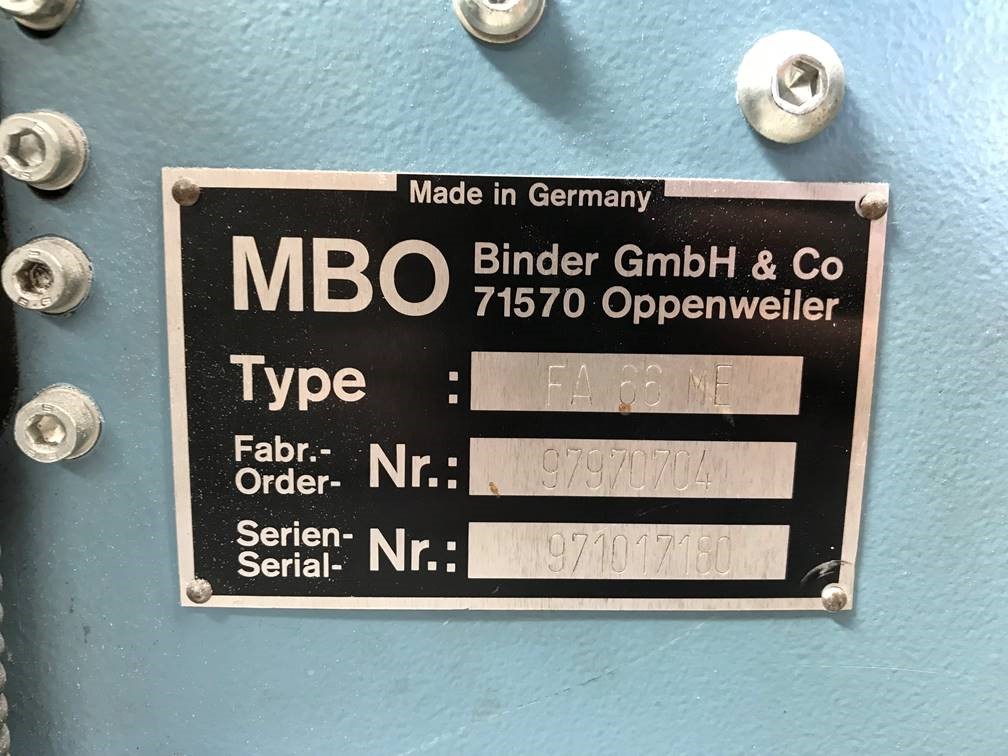 Made in Germany
MBO Binder GmbH & Co
71570 Oppenweiler
Type : FA 66 ME
Fabr.-
Order- Nr.: 97970704
Serien-
Serial- Nr.: 971017180